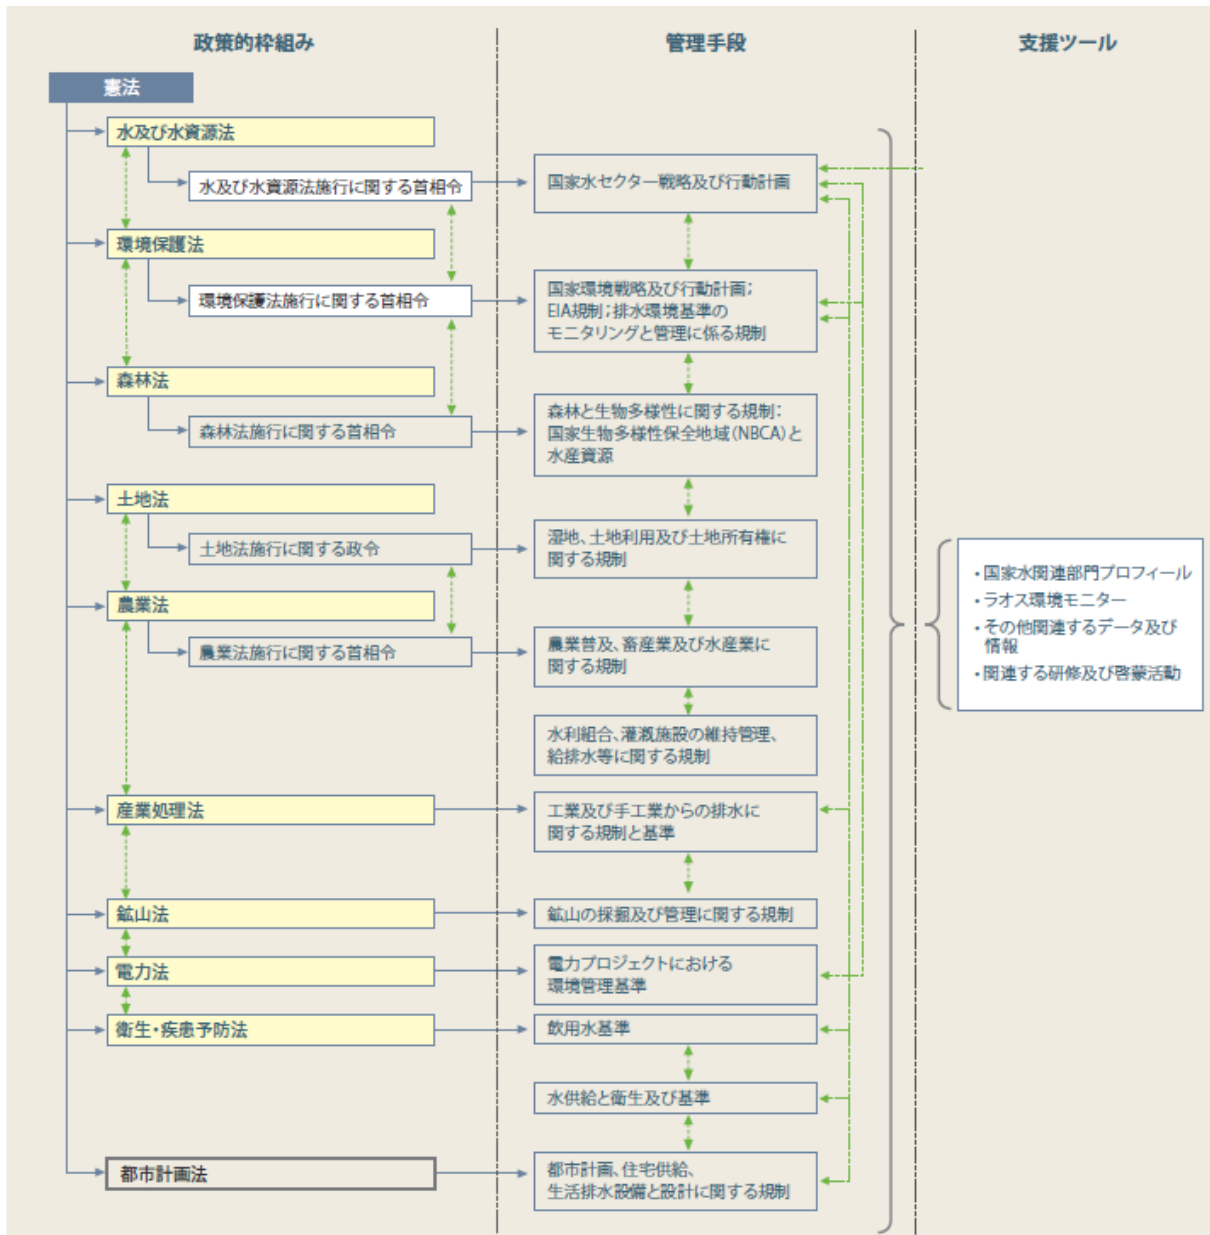 政策的枠組み
管理手段
支援ツール
憲法
水及び水資源法
水及び水資源法施行に関する首相令
国家水セクター戦略及び行動計画
環境保護法
環境保護法施行に関する首相令
国家環境戦略及び行動計画；
EIA規制；排水環境基準の
モニタリングと管理に係る規制
森林法
森林法施行に関する首相令
森林と生物多様性に関する規制：
国家生物多様性保全地域（NBCA）と
水産資源
土地法
土地法施行に関する政令
湿地、土地利用及び土地所有権に
関する規制
農業法
農業法施行に関する首相令
農業普及、畜産業及び水産業に
関する規制
水利組合、灌漑施設の維持管理、
給排水等に関する規制
産業処理法
工業及び手工業からの排水に
関する規制と基準
鉱山法
鉱山の採掘及び管理に関する規制
電力法
電力プロジェクトにおける
環境管理基準
衛生・疾患予防法
飲用水基準
水供給と衛生及び基準
都市計画法
都市計画、住宅供給、
生活排水設備と設計に関する規制
・国家水関連部門プロフィール
・ラオス環境モニター
・その他関連するデータ及び
情報
・関連する研修及び啓蒙活動